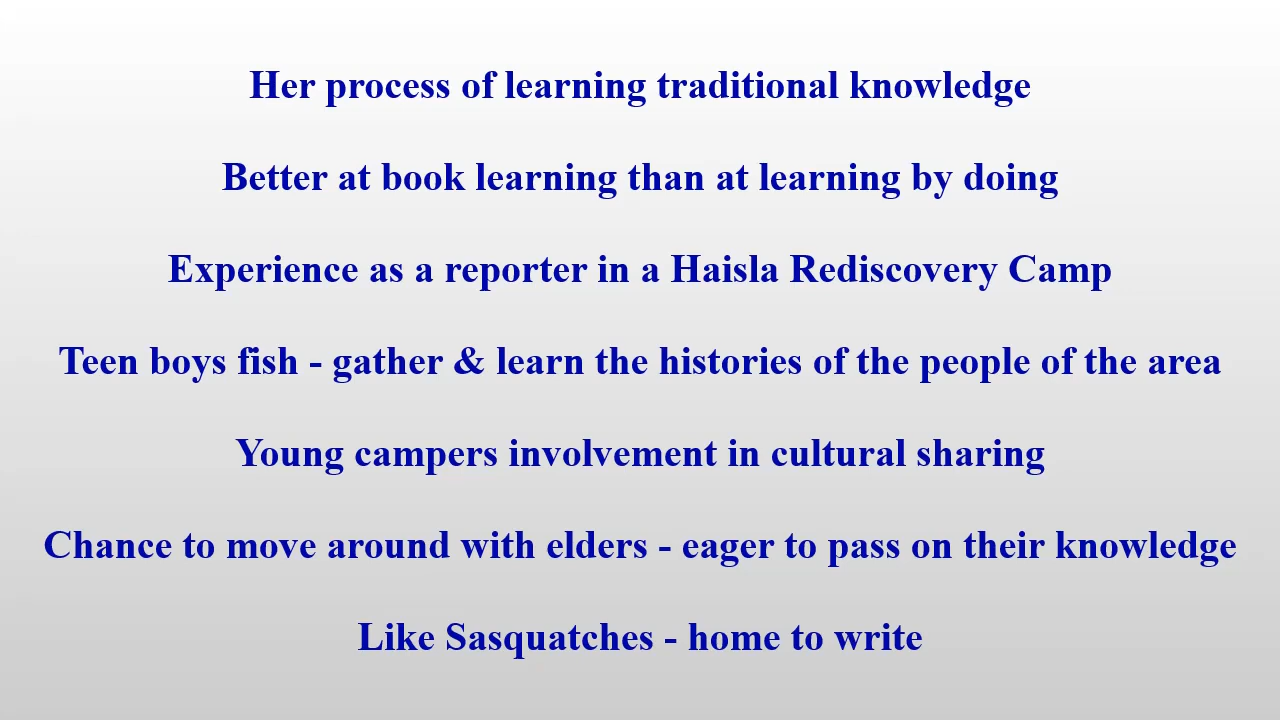 Her process of learning traditional knowledge
Better at book learning than at learning by doing
Experience as a reporter in a Haisla Rediscovery Camp
Teen boys fish - gather & learn the histories of the people of the area
Young campers involvement in cultural sharing
Chance to move around with elders - eager to pass on their knowledge
Like Sasquatches - home to write